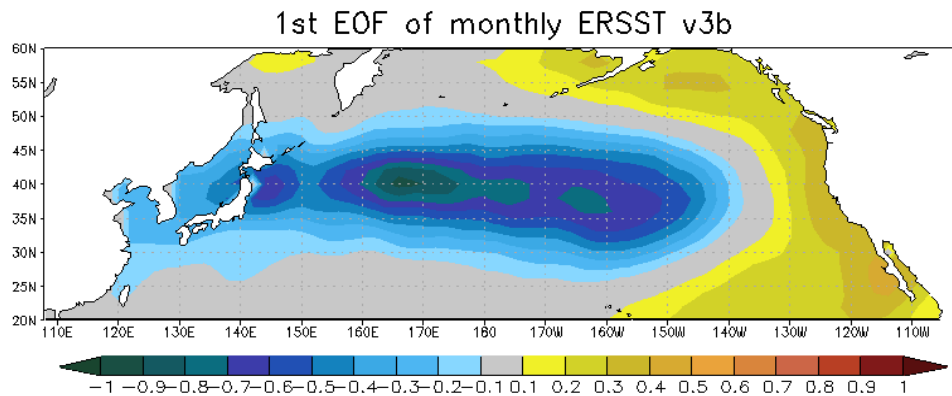 1st EOF of monthly ERSST v3b
60N
55N
50N
45N
40N
35N
30N
25N
20N
110E 120E 130E 140E 150E 160E 170E 180 170W 160W 150W 140W 130W 120W 110W
-1 -0.9 -0.8 -0.7 -0.6 -0.5 -0.4 -0.3 -0.2 -0.1 0.1 0.2 0.3 0.4 0.5 0.6 0.7 0.8 0.9 1